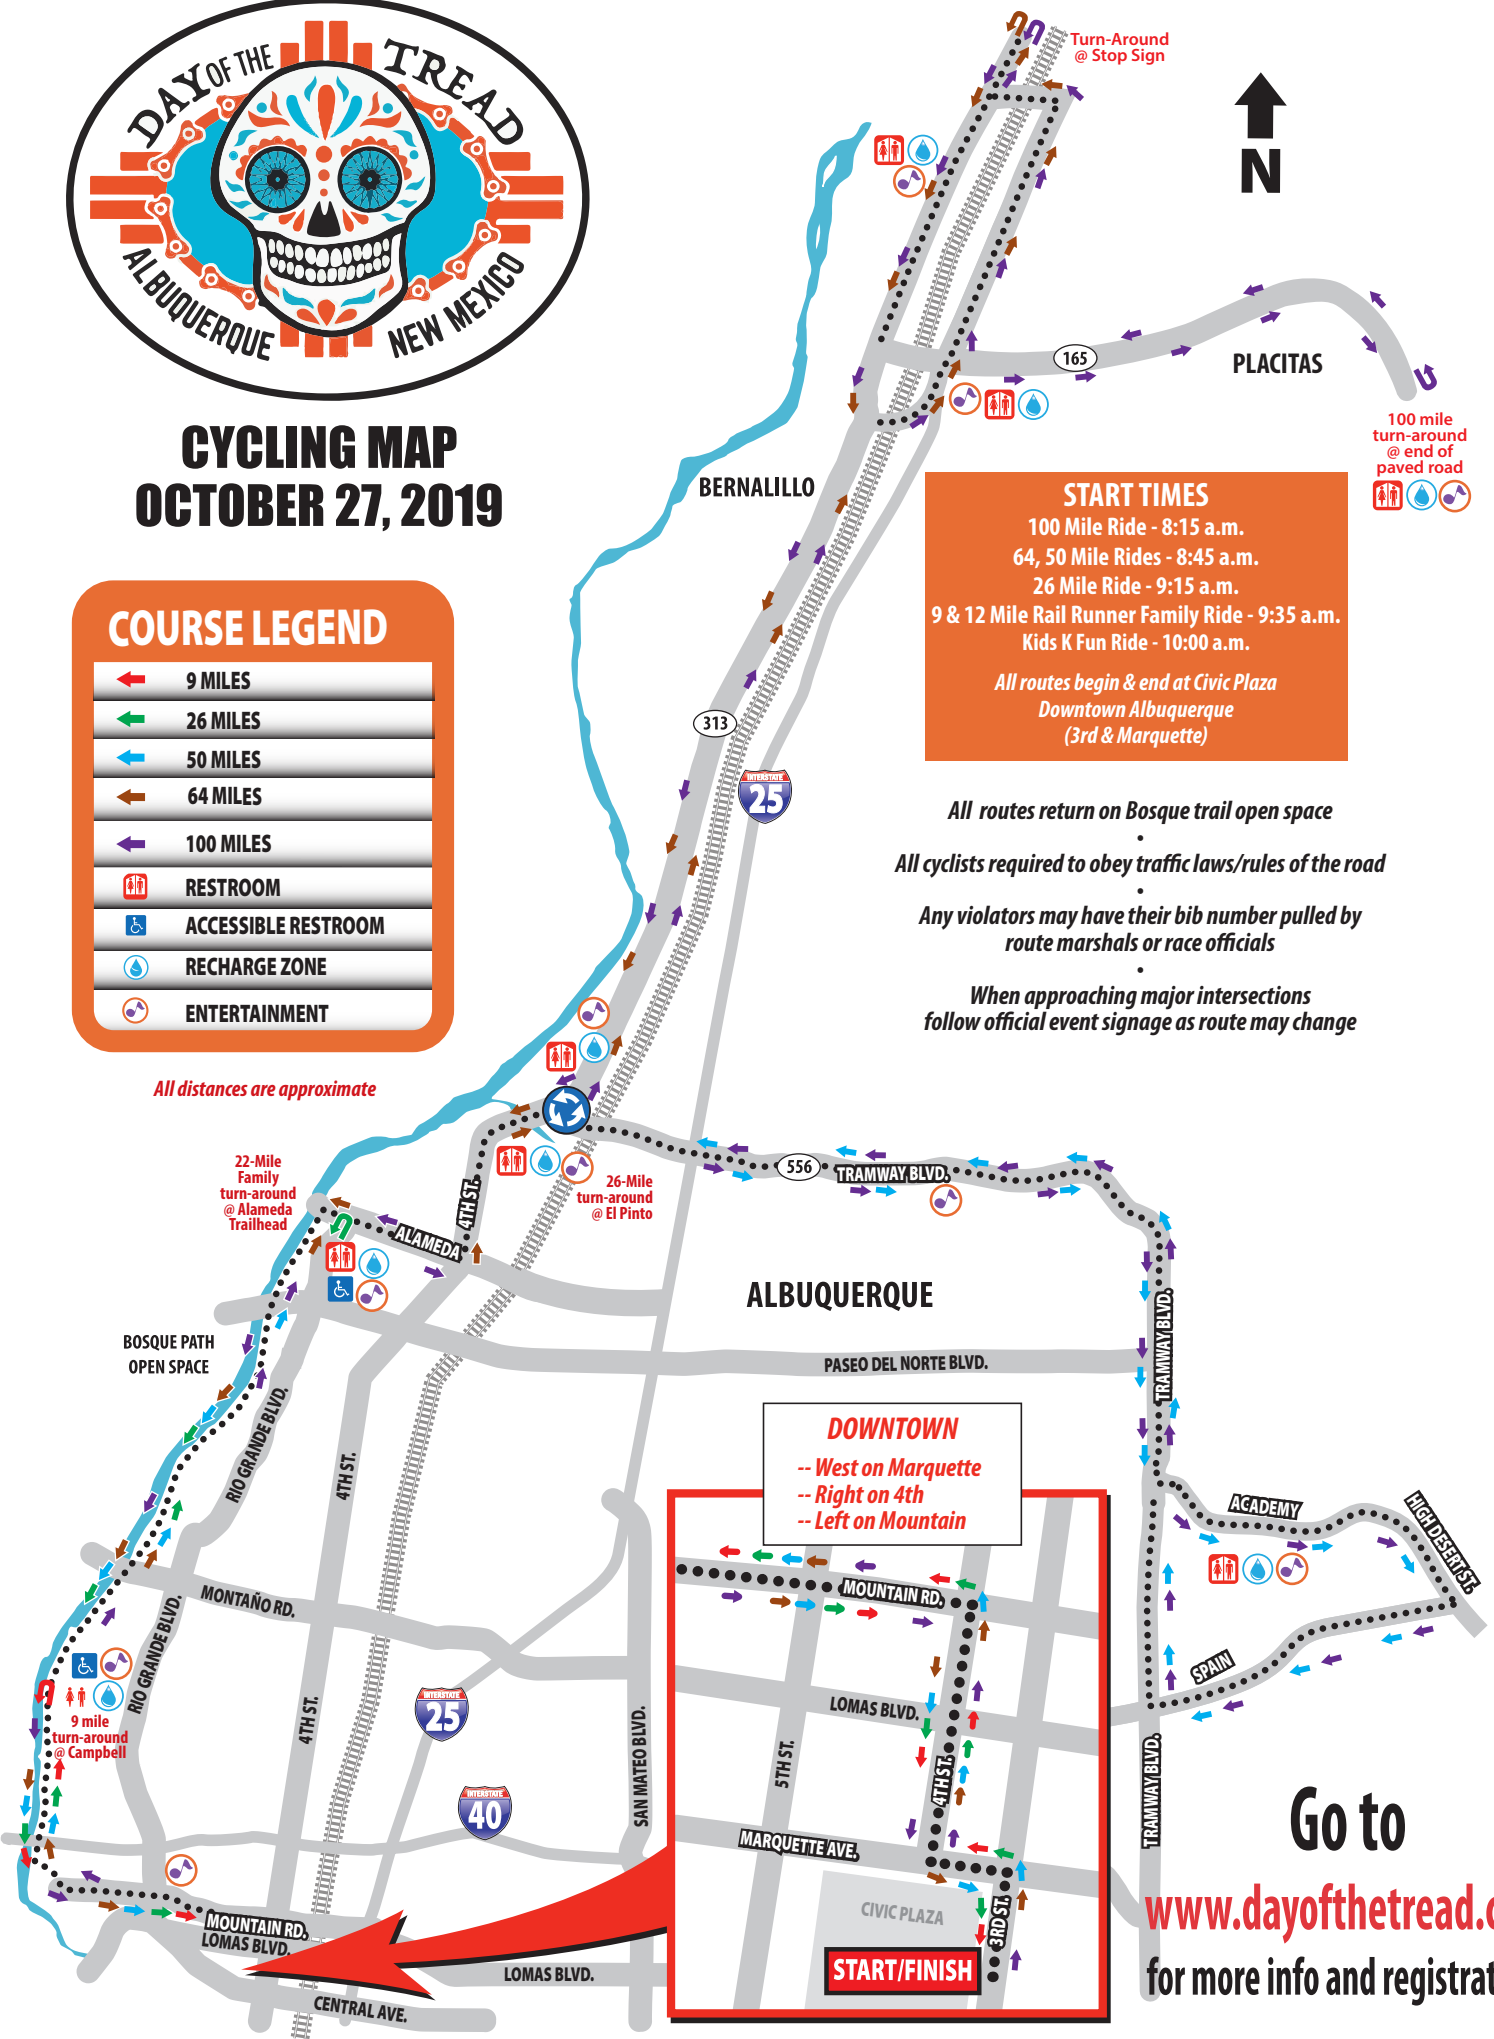 DAY OF THE TREAD
ALBUQUERQUE NEW MEXICO
CYCLING MAP
OCTOBER 27, 2019
Turn-Around
@ Stop Sign
N
165
PLACITAS
100 mile
turn-around
@ end of
paved road
BERNALILLO
START TIMES
100 Mile Ride - 8:15 a.m.
64, 50 Mile Rides - 8:45 a.m.
26 Mile Ride - 9:15 a.m.
9 & 12 Mile Rail Runner Family Ride - 9:35 a.m.
Kids K Fun Ride - 10:00 a.m.
All routes begin & end at Civic Plaza
Downtown Albuquerque
(3rd & Marquette)
COURSE LEGEND
9 MILES
26 MILES
50 MILES
64 MILES
100 MILES
RESTROOM
ACCESSIBLE RESTROOM
RECHARGE ZONE
ENTERTAINMENT
All distances are approximate
313
INTERSTATE
25
All routes return on Bosque trail open space
•
All cyclists required to obey traffic laws/rules of the road
•
Any violators may have their bib number pulled by
route marshals or race officials
•
When approaching major intersections
follow official event signage as route may change
22-Mile
Family
turn-around
@ Alameda
Trailhead
26-Mile
turn-around
@ El Pinto
4TH ST.
ALAMEDA
556
TRAMWAY BLVD.
ALBUQUERQUE
TRAMWAY BLVD.
BOSQUE PATH
OPEN SPACE
PASEO DEL NORTE BLVD.
RIO GRANDE BLVD.
4TH ST.
DOWNTOWN
-- West on Marquette
-- Right on 4th
-- Left on Mountain
ACADEMY
HIGH DESERT ST.
MONTAÑO RD.
RIO GRANDE BLVD.
MOUNTAIN RD.
SPAIN
9 mile
turn-around
@ Campbell
4TH ST.
INTERSTATE
25
SAN MATEO BLVD.
LOMAS BLVD.
5TH ST.
4TH ST.
TRAMWAY BLVD.
INTERSTATE
40
MARQUETTE AVE.
CIVIC PLAZA
3RD ST.
START/FINISH
MOUNTAIN RD.
LOMAS BLVD.
LOMAS BLVD.
CENTRAL AVE.
Go to
www.dayofthetread.c
for more info and registrat